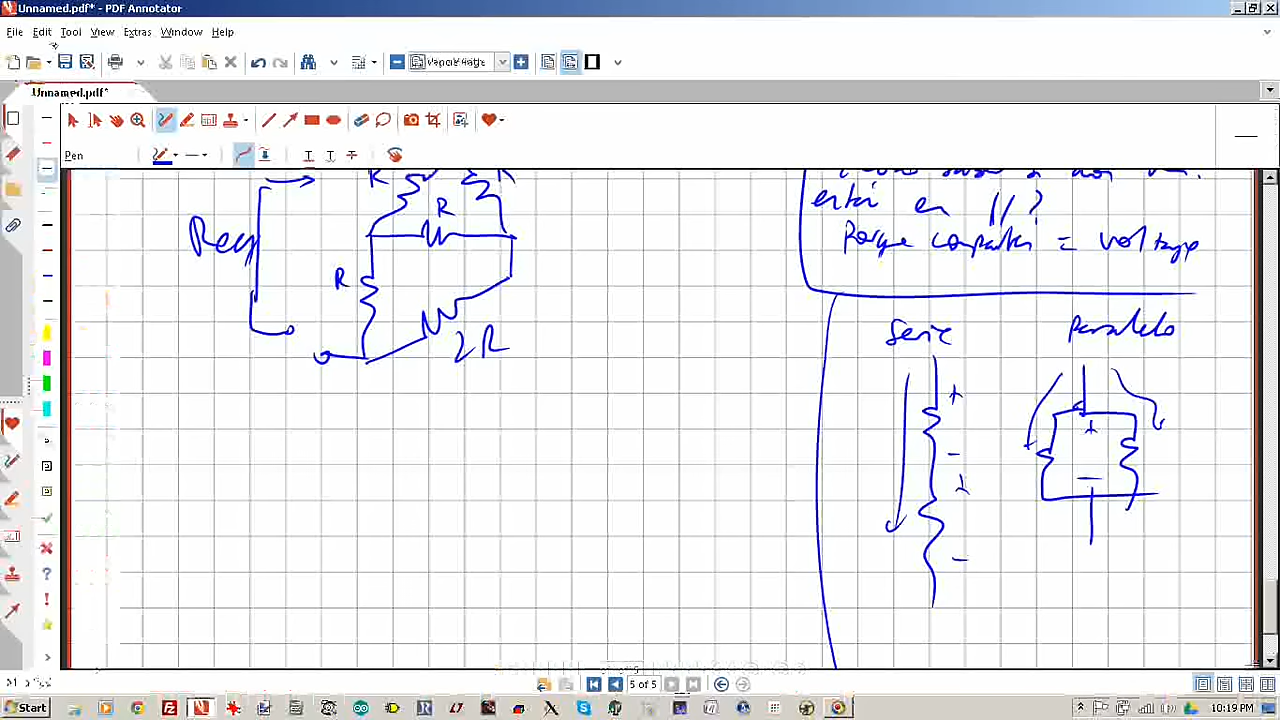 Unnamed.pdf* - PDF Annotator
File Edit Tool View Extras Window Help
Unnamed.pdf*
Pen
R
R
R
Req
R
2R
están en //?
Porque comparten = voltaje
Serie
Paralelo
+
-
+
-
+
-
5 of 5
Start
10:19 PM